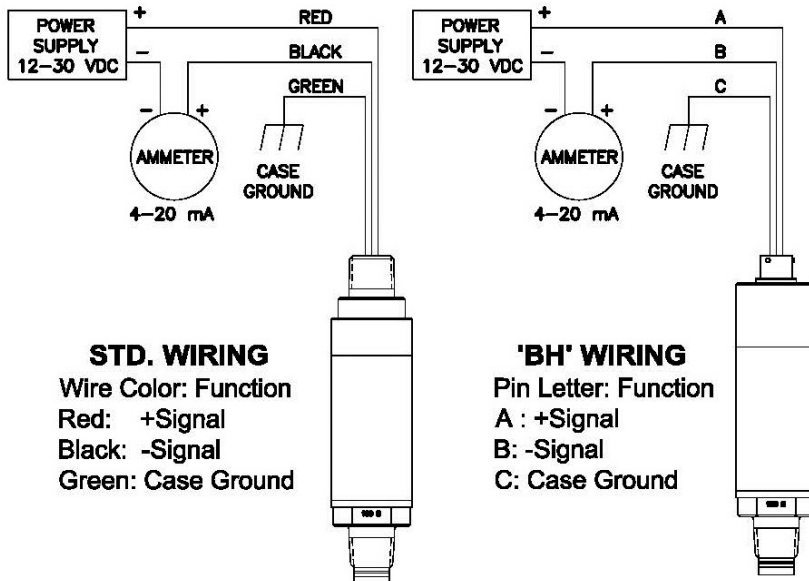 POWER
SUPPLY
12–30 VDC
+
–
RED
BLACK
GREEN
–
+
AMMETER
4–20 mA
CASE
GROUND
STD. WIRING
Wire Color: Function
Red: +Signal
Black: -Signal
Green: Case Ground
POWER
SUPPLY
12–30 VDC
+
–
A
B
C
–
+
AMMETER
4–20 mA
CASE
GROUND
'BH' WIRING
Pin Letter: Function
A : +Signal
B: -Signal
C: Case Ground